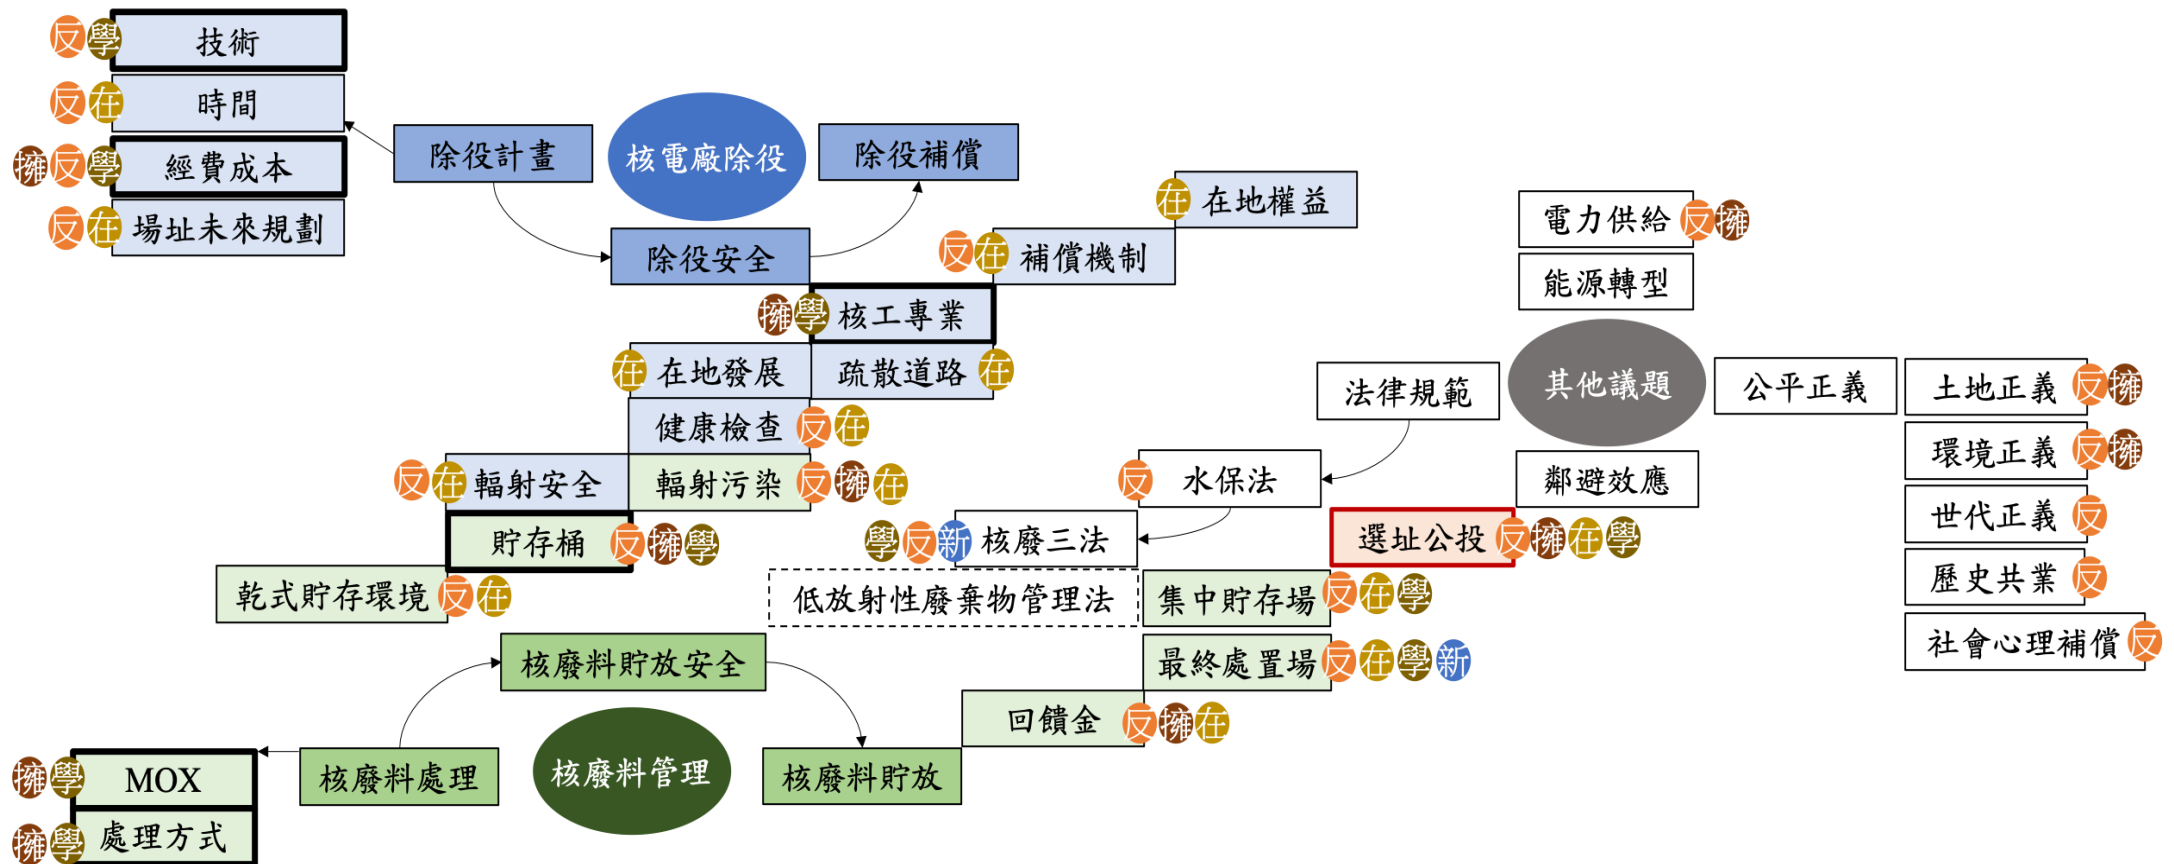 反學 技術
反在 時間
擁反學 經費成本
反在 場址未來規劃
除役計畫
核電廠除役
除役補償
除役安全
在 在地權益
反在 補償機制
擁學 核工專業
在 在地發展
疏散道路 在
健康檢查 反在
反在 輻射安全
輻射污染 反擁在
貯存桶 反擁學
乾式貯存環境 反在
電力供給 反擁
能源轉型
其他議題
法律規範
公平正義
土地正義 反擁
環境正義 反擁
世代正義 反
歷史共業 反
社會心理補償 反
鄰避效應
反 水保法
學反新 核廢三法
低放射性廢棄物管理法
選址公投 反擁在學
集中貯存場 反在學
最終處置場 反在學新
回饋金 反擁在
核廢料貯放安全
核廢料管理
核廢料處理
核廢料貯放
擁學 MOX
擁學 處理方式